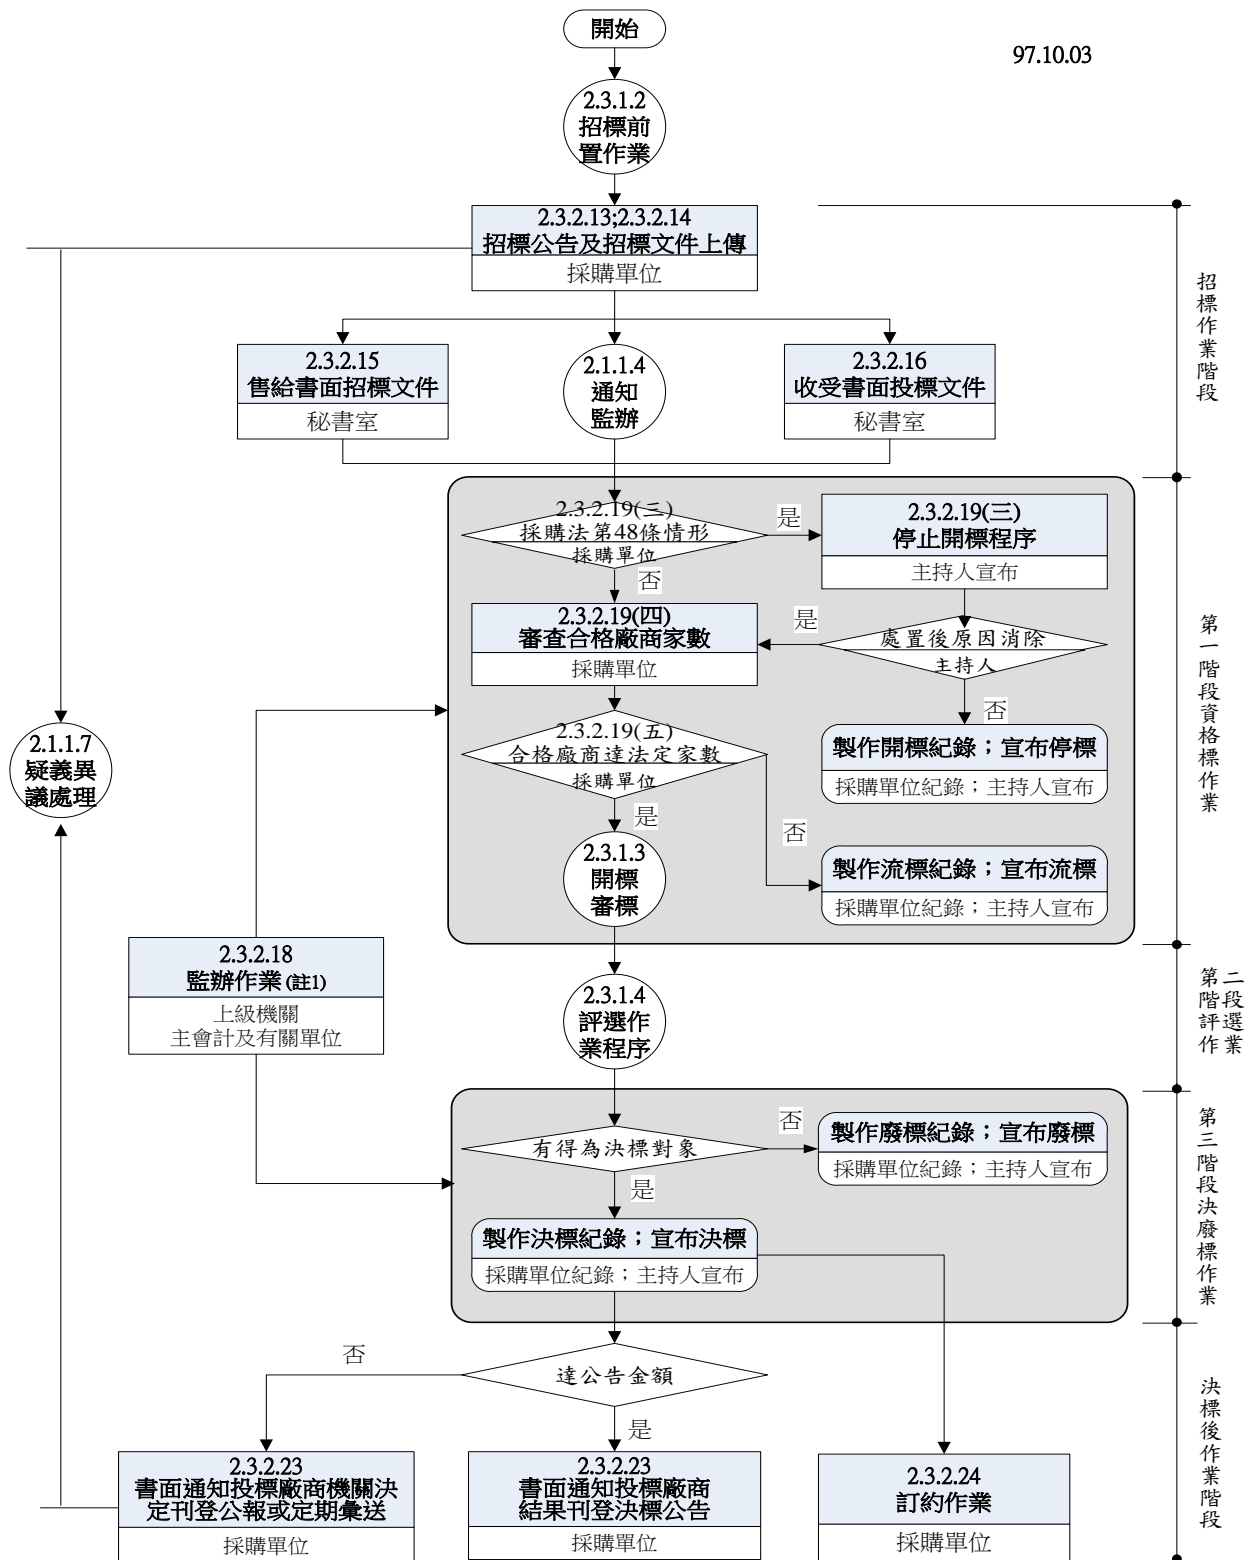 開始
97.10.03
2.3.1.2
招標前
置作業
2.3.2.13;2.3.2.14
招標公告及招標文件上傳
採購單位
招標作業階段
2.3.2.15
售給書面招標文件
秘書室
2.1.1.4
通知
監辦
2.3.2.16
收受書面投標文件
秘書室
2.3.2.19(三)
採購法第48條情形
採購單位
是
否
2.3.2.19(三)
停止開標程序
主持人宣布
2.3.2.19(四)
審查合格廠商家數
採購單位
是
處置後原因消除
主持人
否
第一階段資格標作業
2.3.2.19(五)
合格廠商達法定家數
採購單位
是
否
製作開標紀錄；宣布停標
採購單位紀錄；主持人宣布
2.1.1.7
疑義異
議處理
2.3.1.3
開標
審標
製作流標紀錄；宣布流標
採購單位紀錄；主持人宣布
2.3.2.18
監辦作業(註1)
上級機關
主會計及有關單位
2.3.1.4
評選作
業程序
第二
階段
評選
作業
有得為決標對象
否
是
製作廢標紀錄；宣布廢標
採購單位紀錄；主持人宣布
製作決標紀錄；宣布決標
採購單位紀錄；主持人宣布
第三階段決廢標作業
否
達公告金額
是
2.3.2.23
書面通知投標廠商機關決
定刊登公報或定期彙送
採購單位
2.3.2.23
書面通知投標廠商
結果刊登決標公告
採購單位
2.3.2.24
訂約作業
採購單位
決標後作業階段